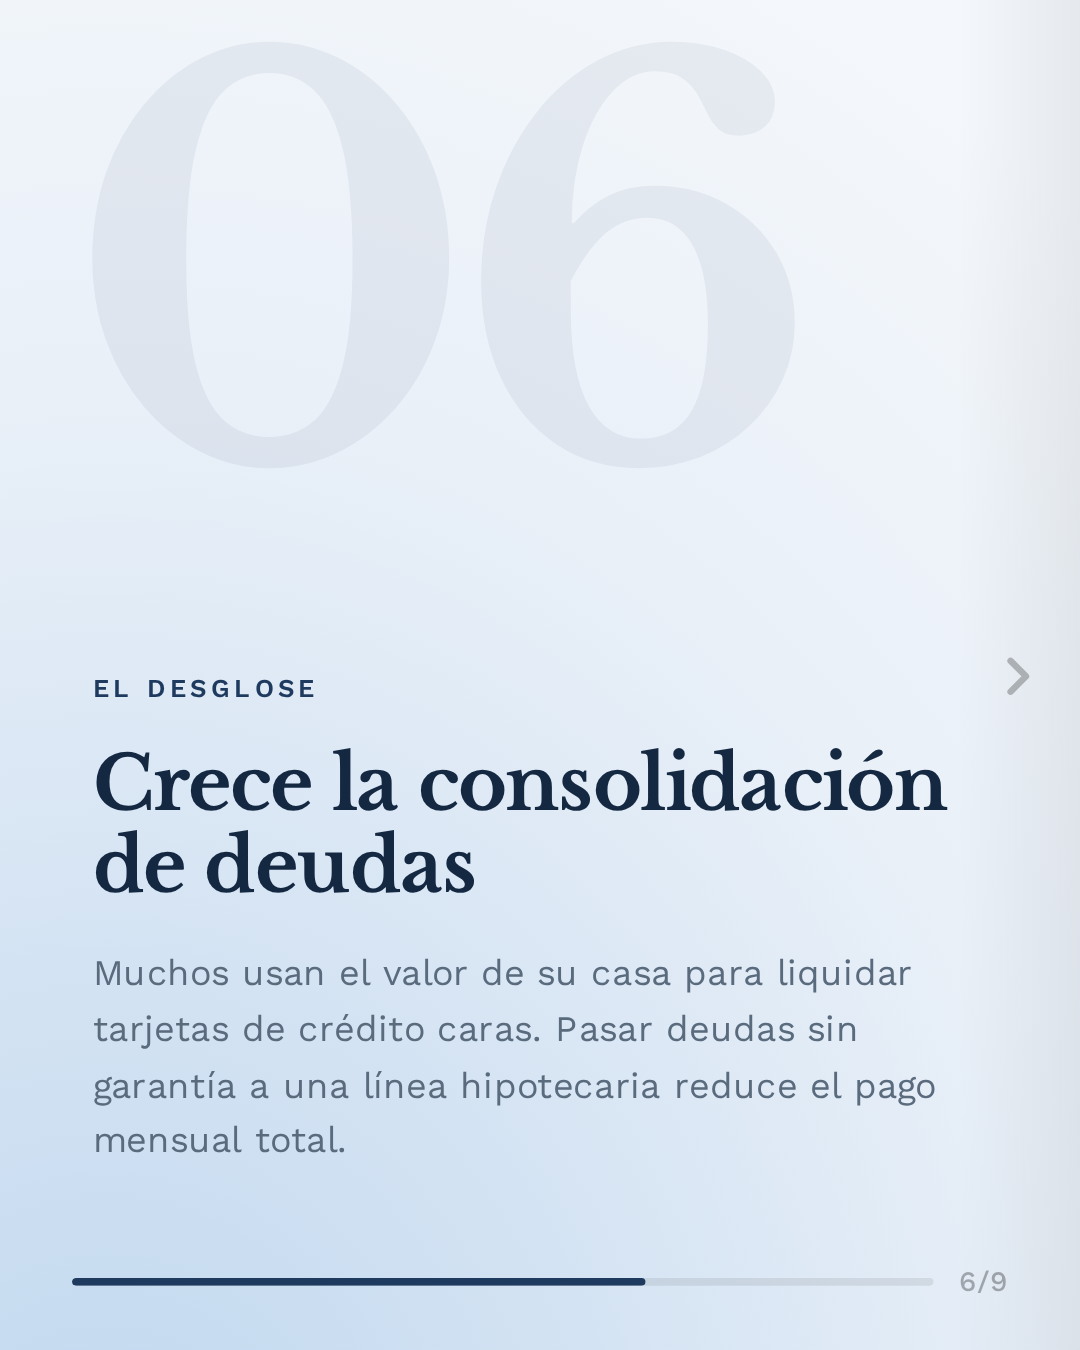 06
EL DESGLOSE
Crece la consolidación
de deudas
Muchos usan el valor de su casa para liquidar
tarjetas de crédito caras. Pasar deudas sin
garantía a una línea hipotecaria reduce el pago
mensual total.
6/9